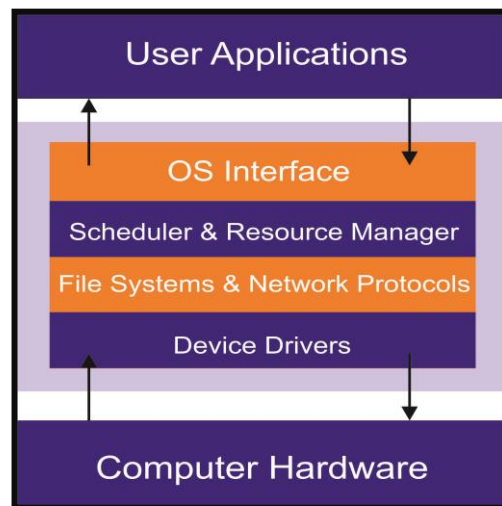 User Applications
OS Interface
Scheduler & Resource Manager
File Systems & Network Protocols
Device Drivers
Computer Hardware